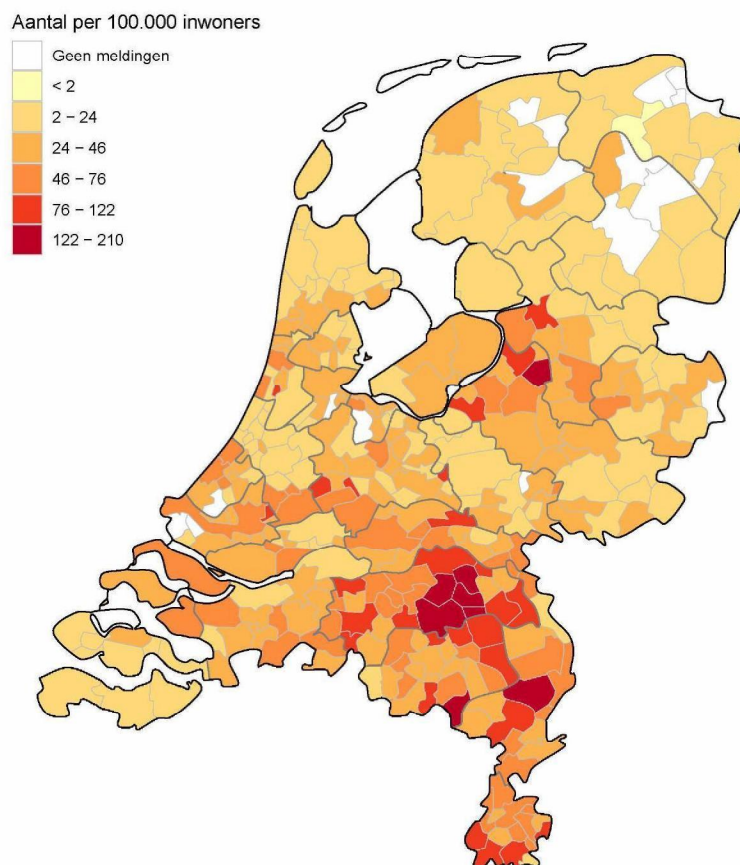 Aantal per 100.000 inwoners
Geen meldingen
< 2
2 – 24
24 – 46
46 – 76
76 – 122
122 – 210